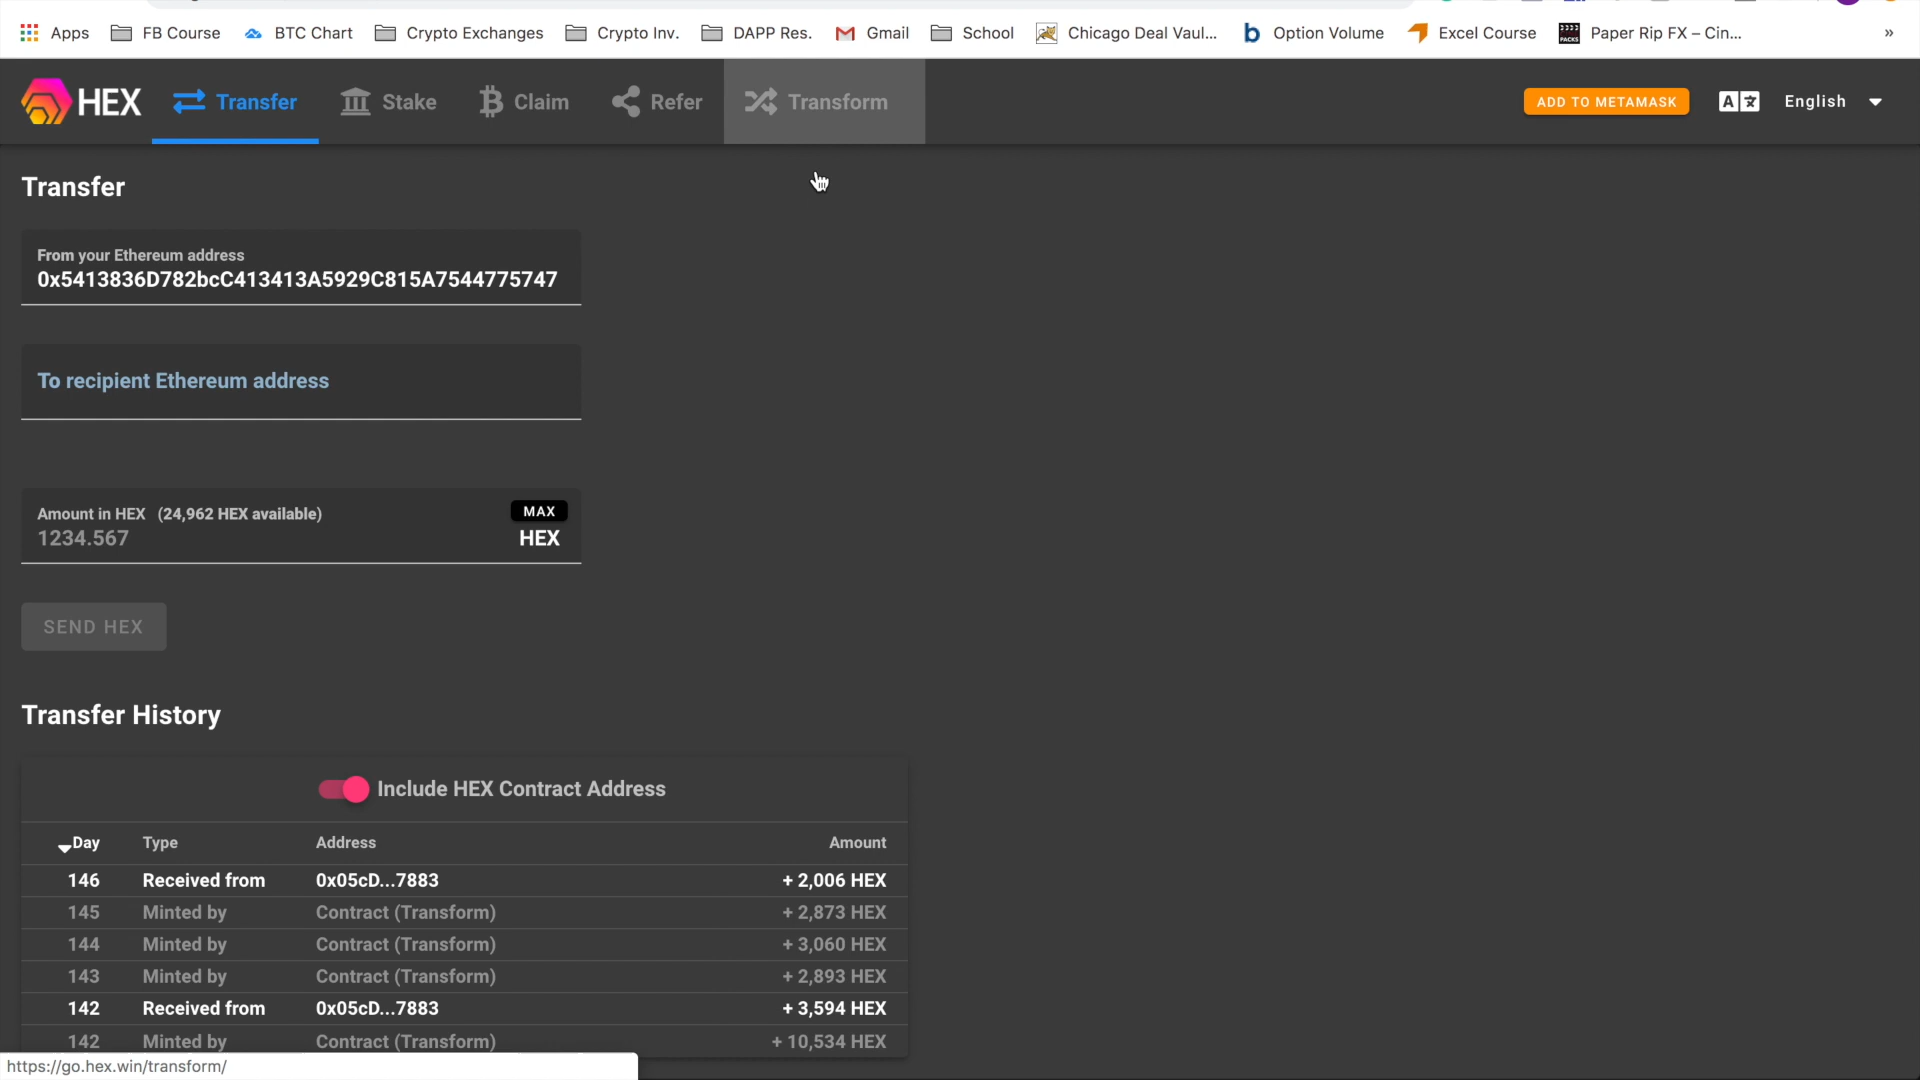 Apps FB Course BTC Chart Crypto Exchanges Crypto Inv. DAPP Res. Gmail School Chicago Deal Vaul... Option Volume Excel Course Paper Rip FX – Cin... »
HEX Transfer Stake Claim Refer Transform ADD TO METAMASK English
Transfer
From your Ethereum address
0x5413836D782bcC413413A5929C815A7544775747
To recipient Ethereum address
Amount in HEX (24,962 HEX available) MAX
1234.567 HEX
SEND HEX
Transfer History
Include HEX Contract Address
Day Type Address Amount
146 Received from 0x05cD...7883 + 2,006 HEX
145 Minted by Contract (Transform) + 2,873 HEX
144 Minted by Contract (Transform) + 3,060 HEX
143 Minted by Contract (Transform) + 2,893 HEX
142 Received from 0x05cD...7883 + 3,594 HEX
142 Minted by Contract (Transform) + 10,534 HEX
https://go.hex.win/transform/